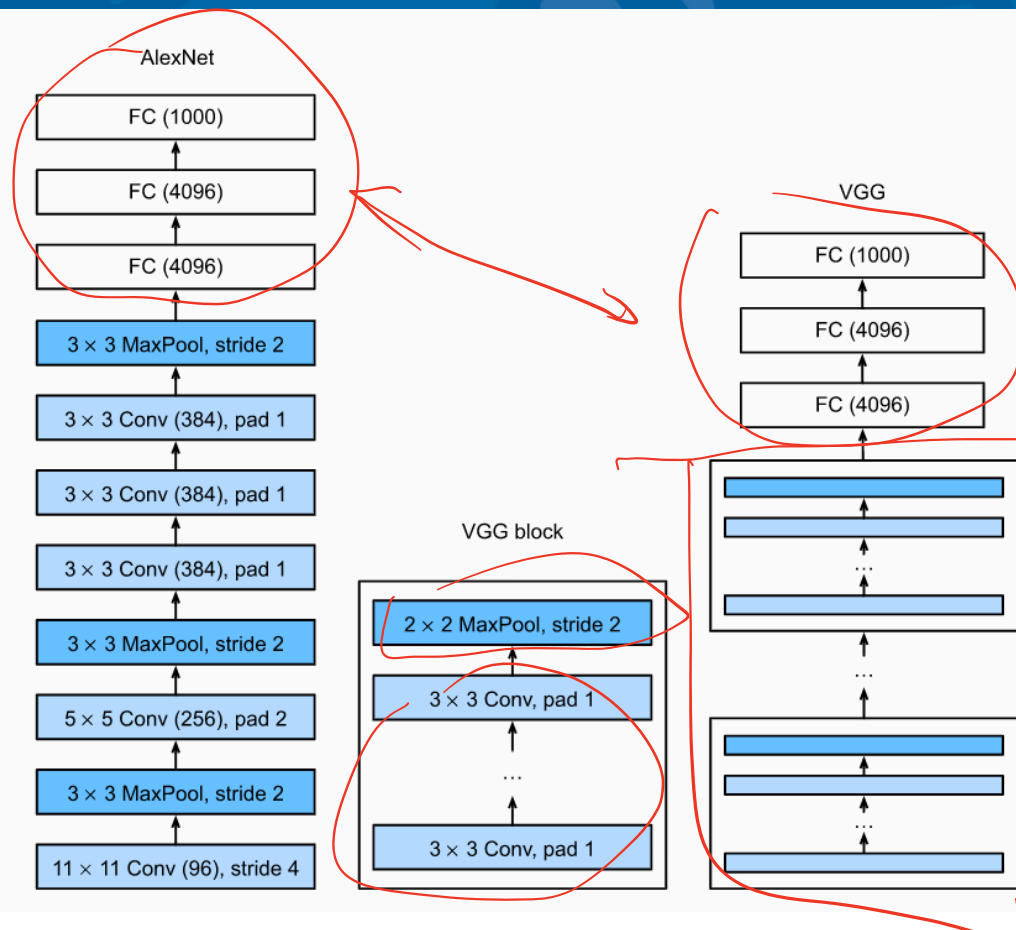 AlexNet
FC (1000)
FC (4096)
FC (4096)
3 × 3 MaxPool, stride 2
3 × 3 Conv (384), pad 1
3 × 3 Conv (384), pad 1
3 × 3 Conv (384), pad 1
3 × 3 MaxPool, stride 2
5 × 5 Conv (256), pad 2
3 × 3 MaxPool, stride 2
11 × 11 Conv (96), stride 4
VGG block
2 × 2 MaxPool, stride 2
3 × 3 Conv, pad 1
...
3 × 3 Conv, pad 1
VGG
FC (1000)
FC (4096)
FC (4096)
...
...
...